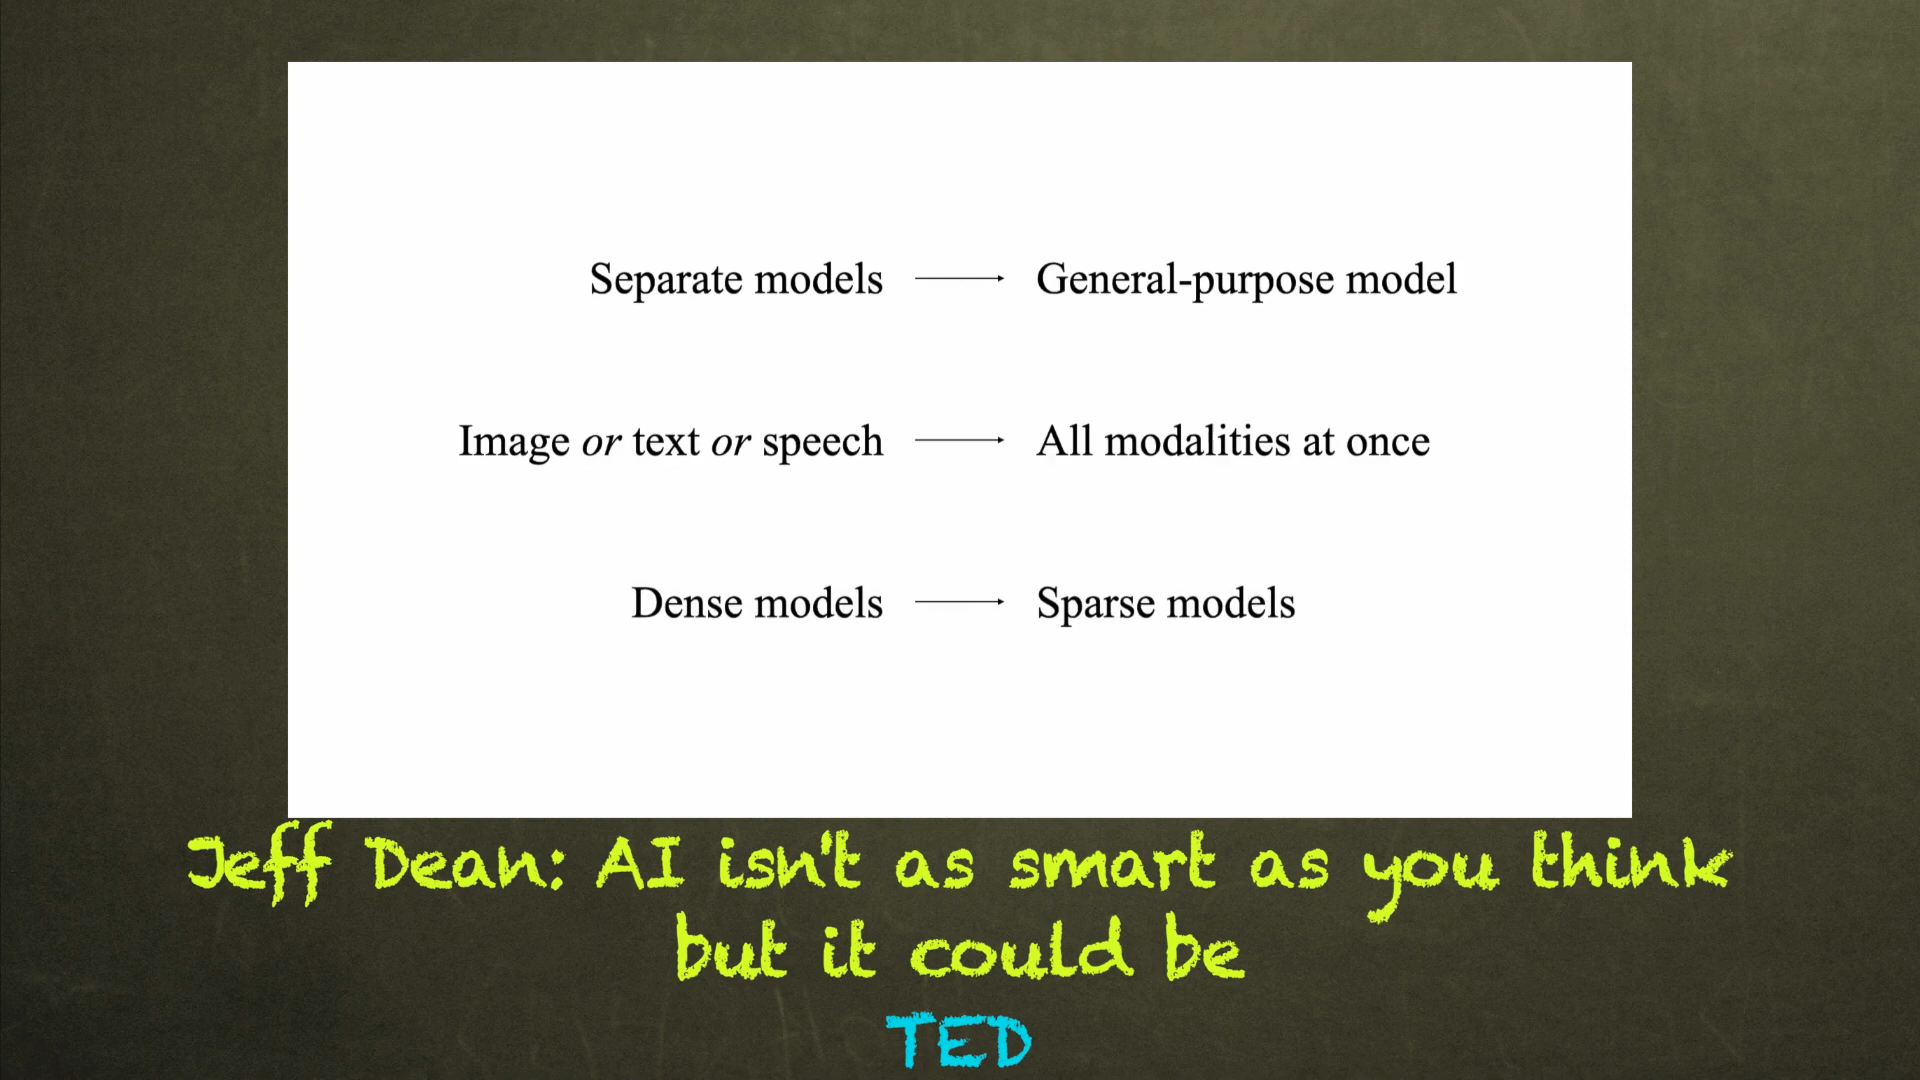 Separate models → General-purpose model
Image or text or speech → All modalities at once
Dense models → Sparse models
Jeff Dean: AI isn't as smart as you think
but it could be
TED